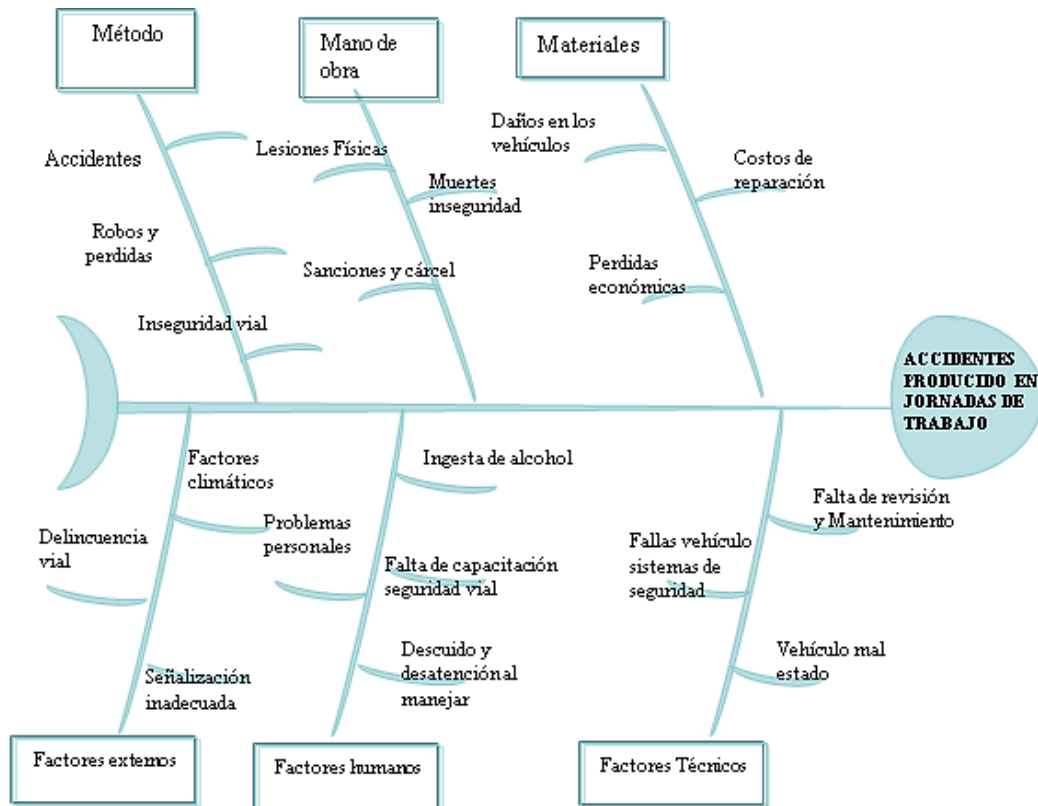 Método
Mano de
obra
Materiales
Accidentes
Robos y
perdidas
Inseguridad vial
Lesiones Físicas
Muertes
inseguridad
Sanciones y cárcel
Daños en los
vehículos
Costos de
reparación
Perdidas
económicas
ACCIDENTES
PRODUCIDO EN
JORNADAS DE
TRABAJO
Factores
climáticos
Delincuencia
vial
Señalización
inadecuada
Ingesta de alcohol
Problemas
personales
Falta de capacitación
seguridad vial
Descuido y
desatención al
manejar
Falta de revisión
y Mantenimiento
Fallas vehículo
sistemas de
seguridad
Vehículo mal
estado
Factores externos
Factores humanos
Factores Técnicos